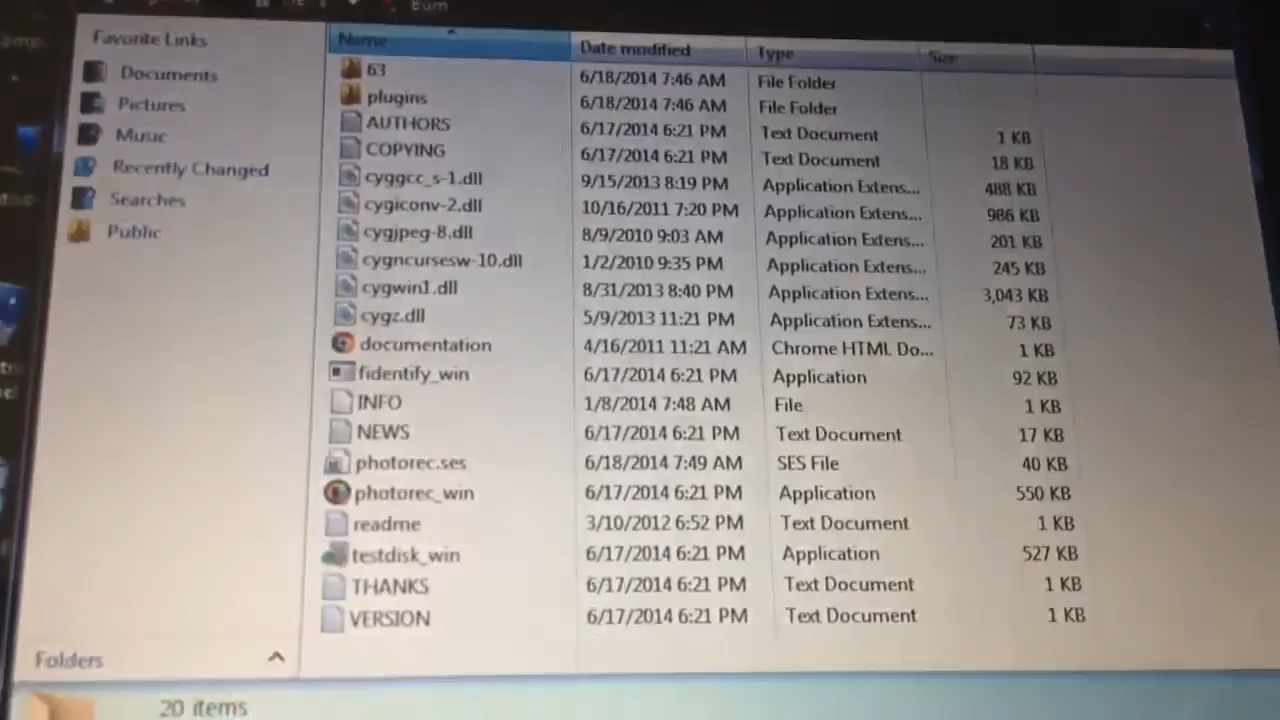 Burn
Favorite Links
Documents
Pictures
Music
Recently Changed
Searches
Public
Name Date modified Type Size
63 6/18/2014 7:46 AM File Folder
plugins 6/18/2014 7:46 AM File Folder
AUTHORS 6/17/2014 6:21 PM Text Document 1 KB
COPYING 6/17/2014 6:21 PM Text Document 18 KB
cyggcc_s-1.dll 9/15/2013 8:19 PM Application Extens... 488 KB
cygiconv-2.dll 10/16/2011 7:20 PM Application Extens... 986 KB
cygjpeg-8.dll 8/9/2010 9:03 AM Application Extens... 201 KB
cygncursesw-10.dll 1/2/2010 9:35 PM Application Extens... 245 KB
cygwin1.dll 8/31/2013 8:40 PM Application Extens... 3,043 KB
cygz.dll 5/9/2013 11:21 PM Application Extens... 73 KB
documentation 4/16/2011 11:21 AM Chrome HTML Do... 1 KB
fidentify_win 6/17/2014 6:21 PM Application 92 KB
INFO 1/8/2014 7:48 AM File 1 KB
NEWS 6/17/2014 6:21 PM Text Document 17 KB
photorec.ses 6/18/2014 7:49 AM SES File 40 KB
photorec_win 6/17/2014 6:21 PM Application 550 KB
readme 3/10/2012 6:52 PM Text Document 1 KB
testdisk_win 6/17/2014 6:21 PM Application 527 KB
THANKS 6/17/2014 6:21 PM Text Document 1 KB
VERSION 6/17/2014 6:21 PM Text Document 1 KB
Folders
20 items